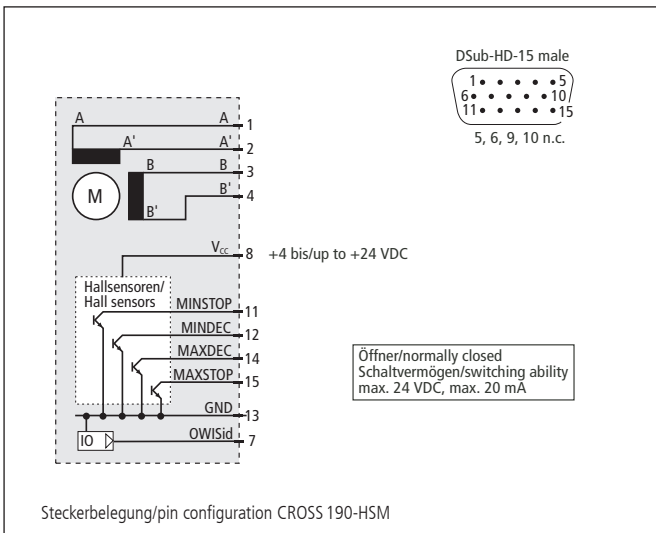 DSub-HD-15 male
1 5
6 10
11 15
5, 6, 9, 10 n.c.
A A 1
A' A' 2
B B 3
M
B' B' 4
Vcc 8 +4 bis/up to +24 VDC
Hallsensoren/
Hall sensors
MINSTOP 11
MINDEC 12
MAXDEC 14
MAXSTOP 15
GND 13
IO OWISid 7
Öffner/normally closed
Schaltvermögen/switching ability
max. 24 VDC, max. 20 mA
Steckerbelegung/pin configuration CROSS 190-HSM